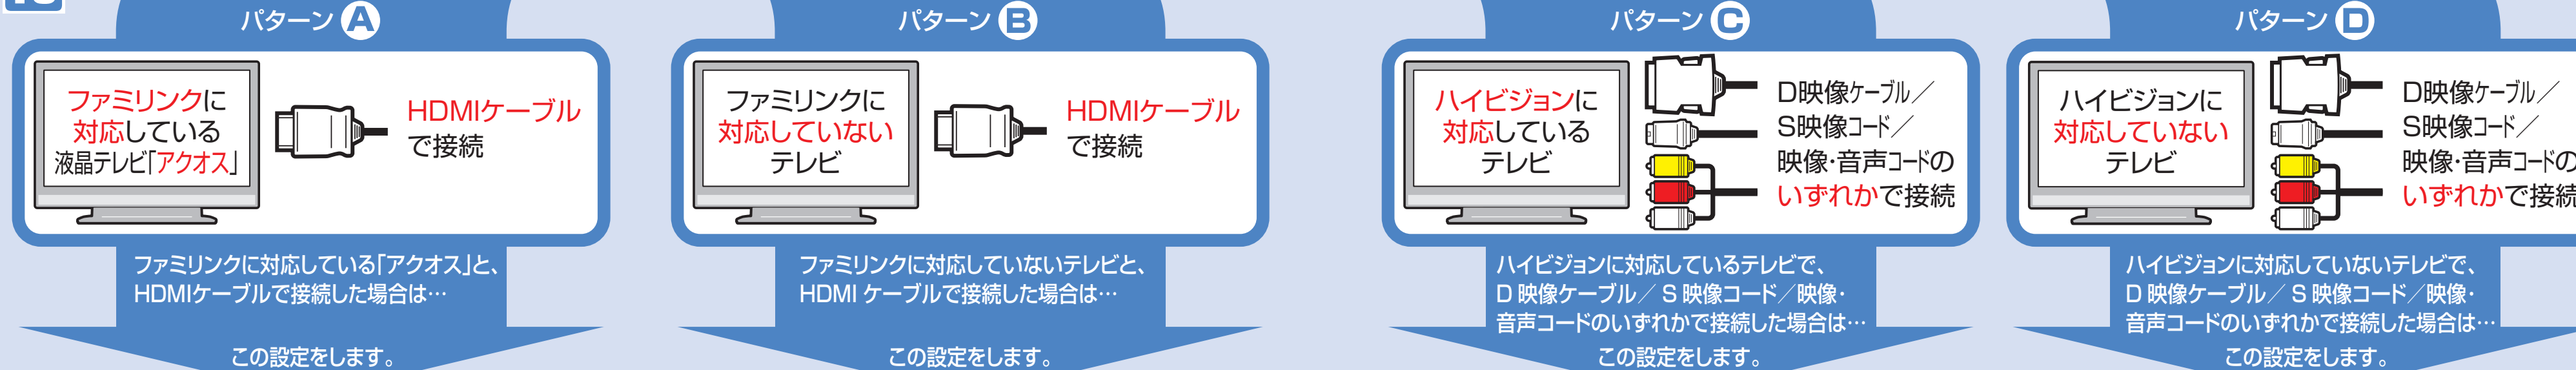 パターン A
ファミリンクに
対応している
液晶テレビ「アクオス」
HDMIケーブル
で接続
ファミリンクに対応している「アクオス」と、
HDMIケーブルで接続した場合は…
この設定をします。
パターン B
ファミリンクに
対応していない
テレビ
HDMIケーブル
で接続
ファミリンクに対応していないテレビと、
HDMI ケーブルで接続した場合は…
この設定をします。
パターン C
ハイビジョンに
対応している
テレビ
D映像ケーブル／
S映像コード／
映像・音声コードの
いずれかで接続
ハイビジョンに対応しているテレビで、
D 映像ケーブル／ S 映像コード／映像・
音声コードのいずれかで接続した場合は…
この設定をします。
パターン D
ハイビジョンに
対応していない
テレビ
D映像ケーブル／
S映像コード／
映像・音声コードの
いずれかで接続
ハイビジョンに対応していないテレビで、
D 映像ケーブル／ S 映像コード／映像・
音声コードのいずれかで接続した場合は…
この設定をします。